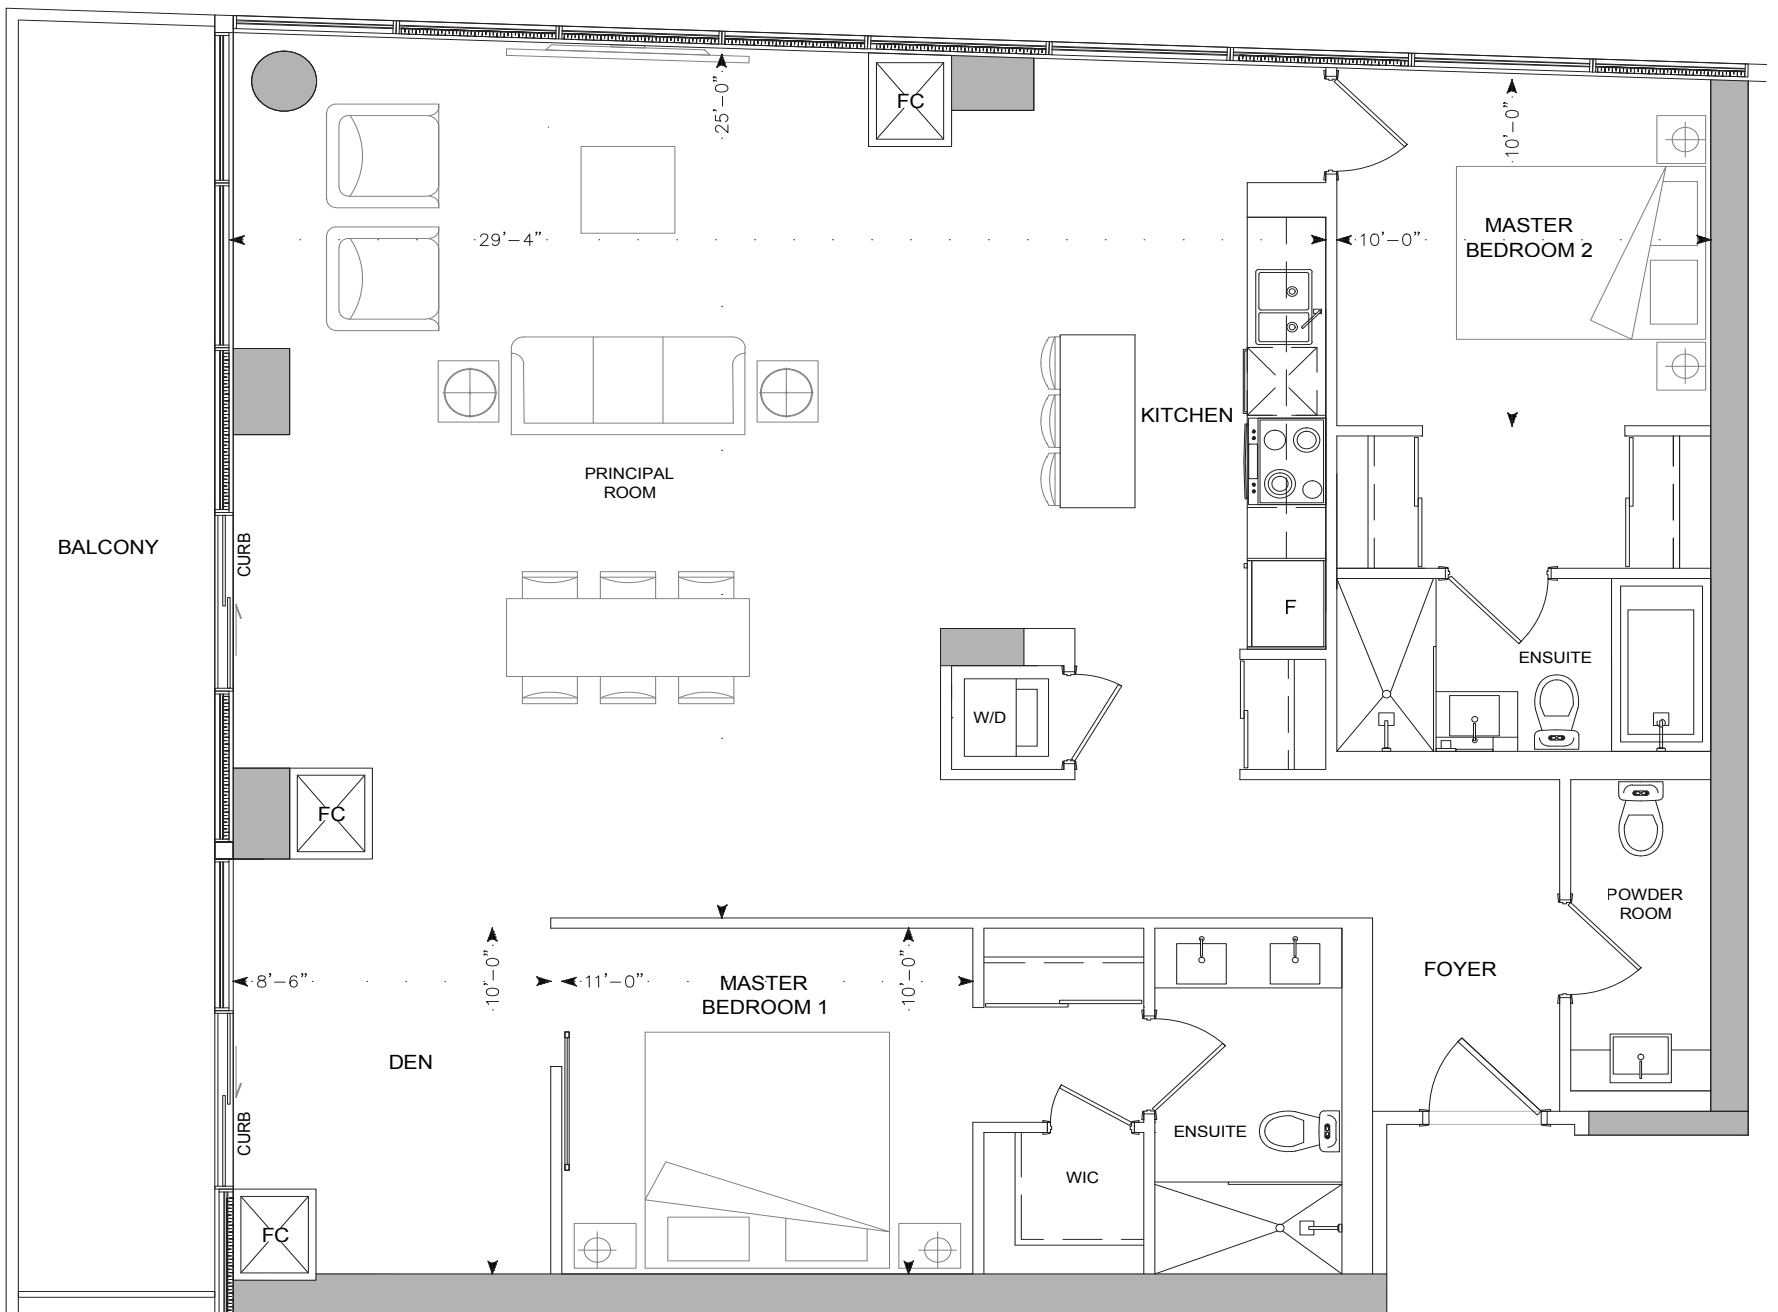 FC
25'-0"
10'-0"
29'-4"
10'-0"
MASTER
BEDROOM 2
KITCHEN
PRINCIPAL
ROOM
BALCONY
CURB
F
ENSUITE
W/D
FC
POWDER
ROOM
FOYER
8'-6"
10'-0"
11'-0"
MASTER
BEDROOM 1
10'-0"
DEN
CURB
ENSUITE
WIC
FC